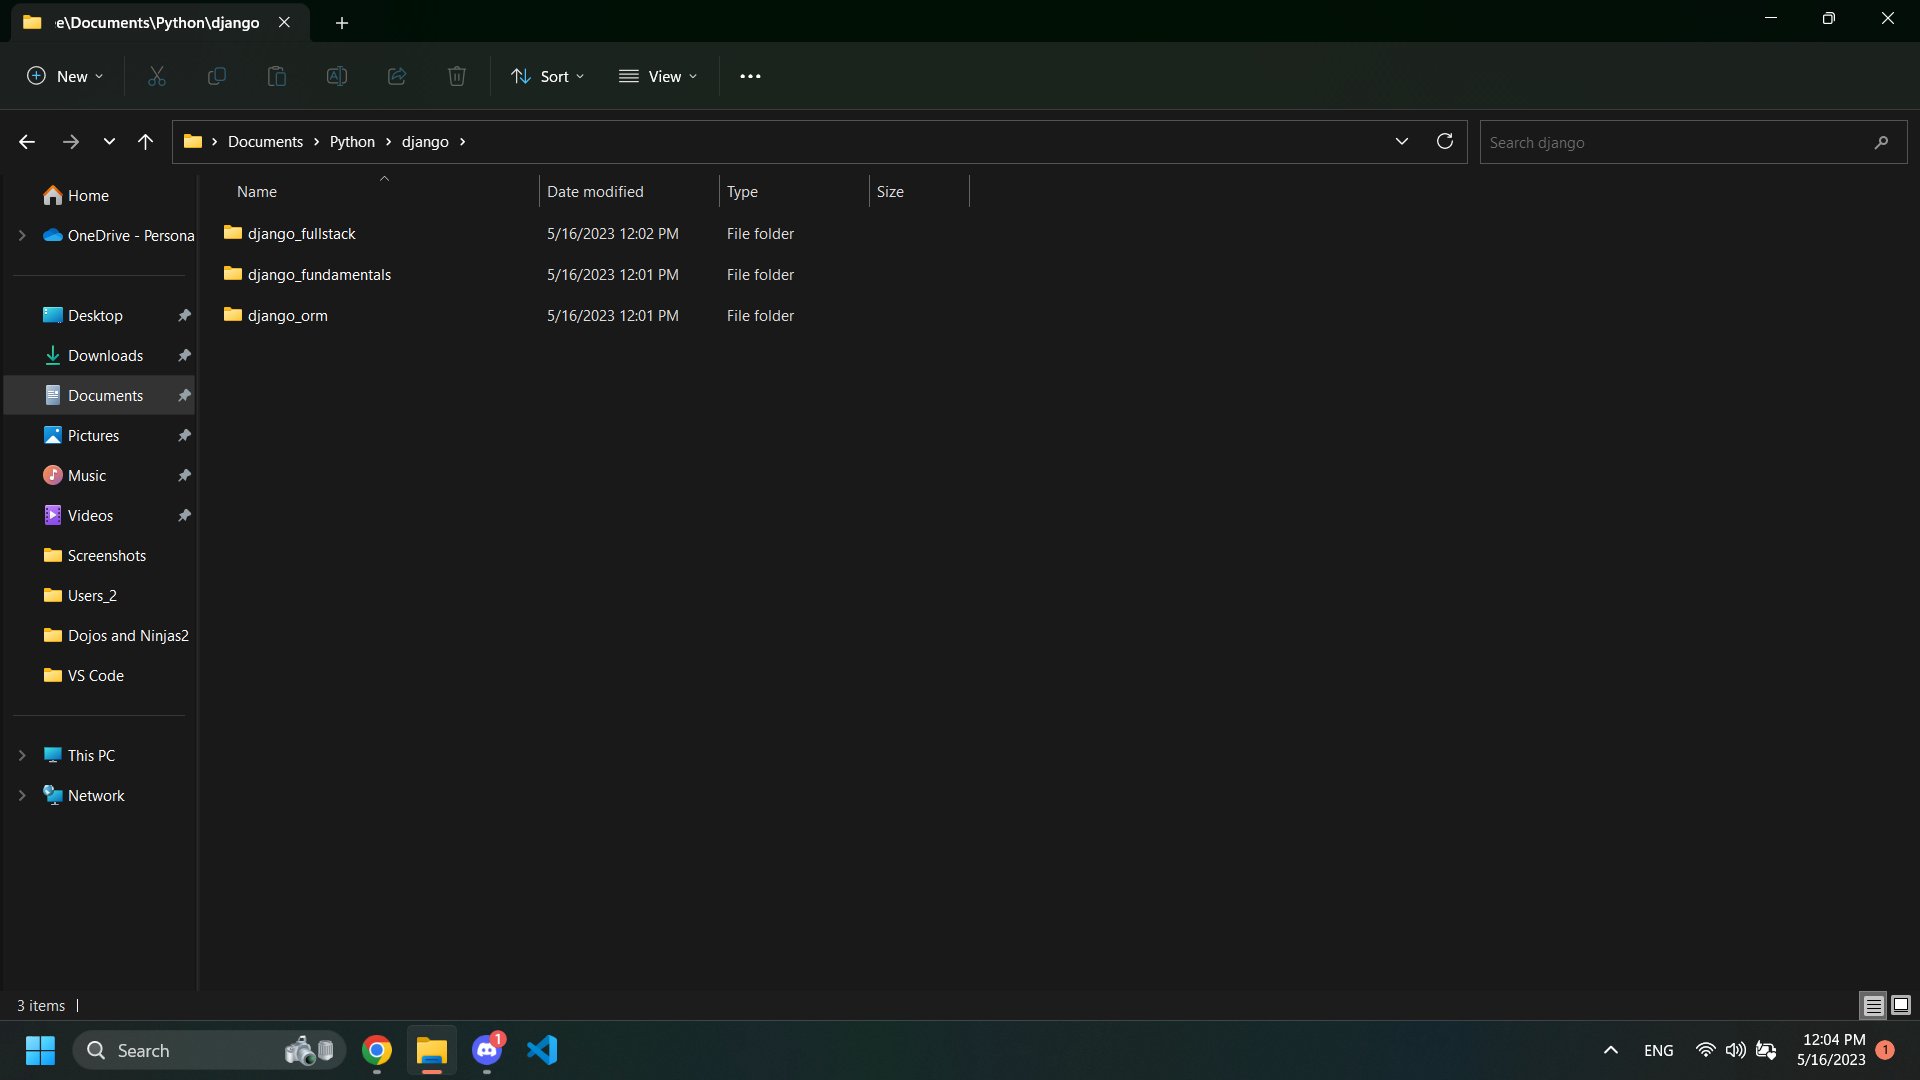 e\Documents\Python\django
New
Sort
View
Documents
Python
django
Search django
Name
Date modified
Type
Size
django_fullstack 5/16/2023 12:02 PM File folder
django_fundamentals 5/16/2023 12:01 PM File folder
django_orm 5/16/2023 12:01 PM File folder
Home
OneDrive - Persona
Desktop
Downloads
Documents
Pictures
Music
Videos
Screenshots
Users_2
Dojos and Ninjas2
VS Code
This PC
Network
3 items
Search
1
ENG
12:04 PM
5/16/2023
1